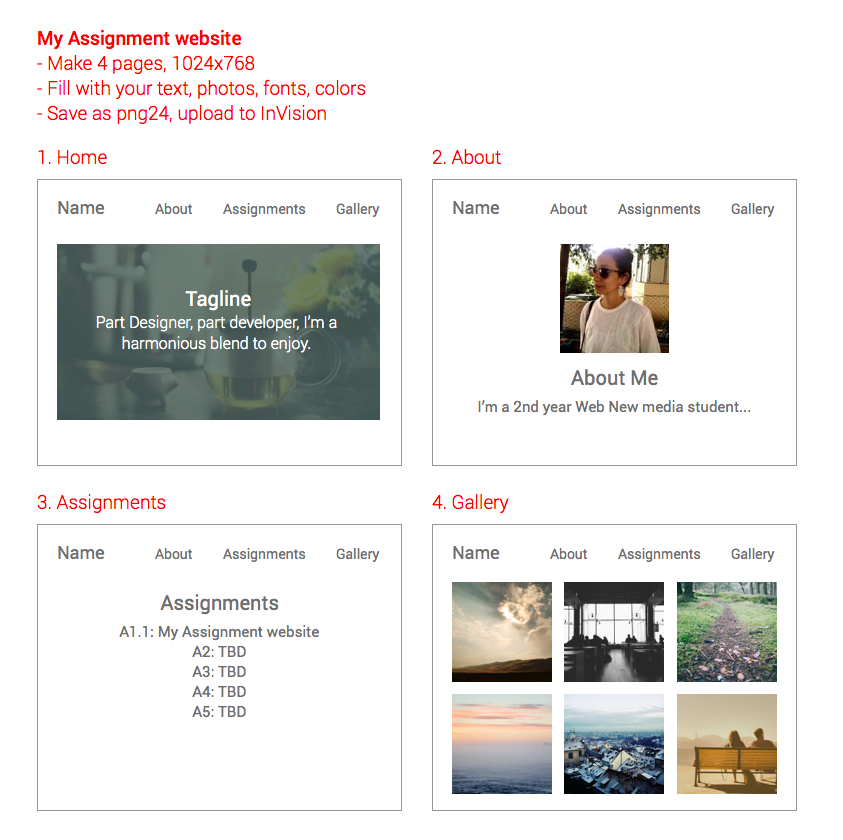 My Assignment website
- Make 4 pages, 1024x768
- Fill with your text, photos, fonts, colors
- Save as png24, upload to InVision
1. Home
Name About Assignments Gallery
Tagline
Part Designer, part developer, I’m a
harmonious blend to enjoy.
2. About
Name About Assignments Gallery
About Me
I’m a 2nd year Web New media student...
3. Assignments
Name About Assignments Gallery
Assignments
A1.1: My Assignment website
A2: TBD
A3: TBD
A4: TBD
A5: TBD
4. Gallery
Name About Assignments Gallery